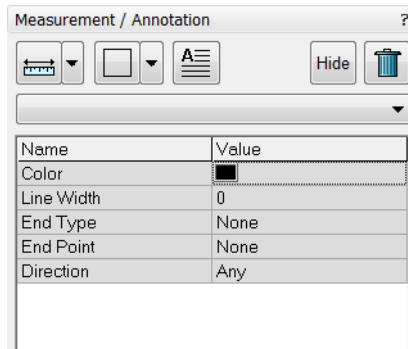 Measurement / Annotation ?
A
Hide
Name Value
Color
Line Width 0
End Type None
End Point None
Direction Any